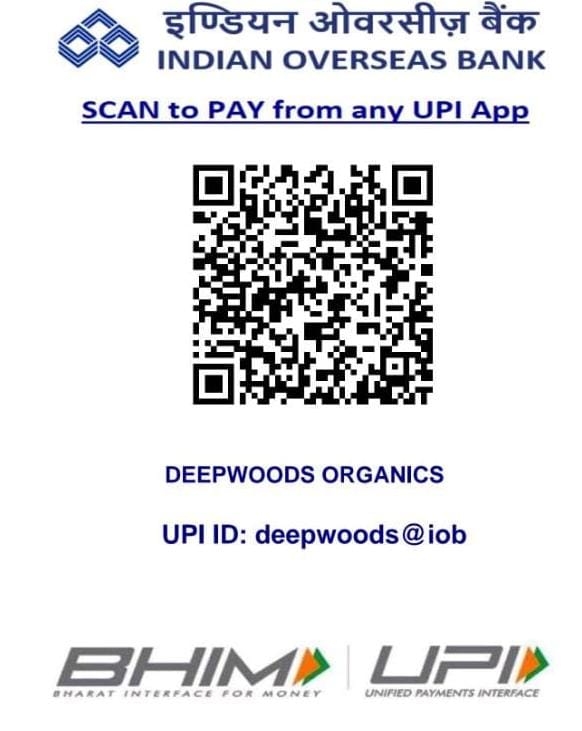 इण्डियन ओवरसीज़ बैंक
INDIAN OVERSEAS BANK
SCAN to PAY from any UPI App
DEEPWOODS ORGANICS
UPI ID: deepwoods@iob
BHIM UPI
BHARAT INTERFACE FOR MONEY UNIFIED PAYMENTS INTERFACE